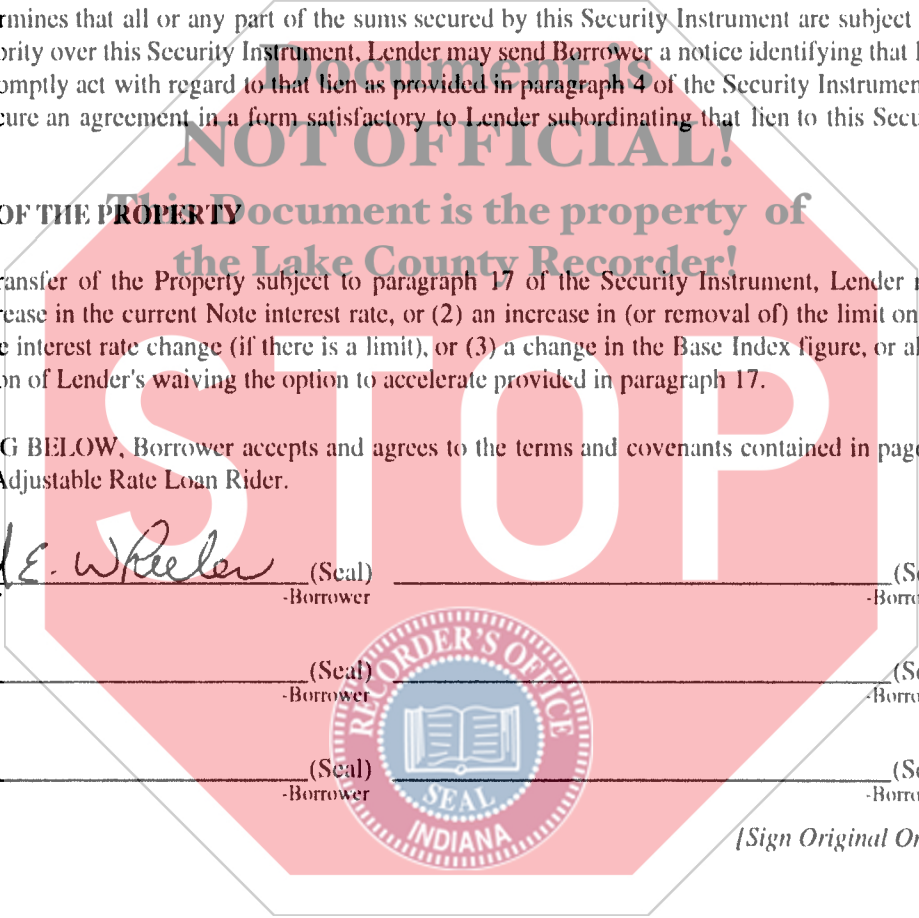 rmines that all or any part of the sums secured by this Security Instrument are subject
ority over this Security Instrument, Lender may send Borrower a notice identifying that
Document is
omptly act with regard to that lien as provided in paragraph 4 of the Security Instrumen
cure an agreement in a form satisfactory to Lender subordinating that lien to this Secu
NOT OFFICIAL!
OF THE PROPERTY
This Document is the property of
the Lake County Recorder!
ransfer of the Property subject to paragraph 17 of the Security Instrument, Lender
rease in the current Note interest rate, or (2) an increase in (or removal of) the limit on
e interest rate change (if there is a limit), or (3) a change in the Base Index figure, or al
on of Lender's waiving the option to accelerate provided in paragraph 17.
STOP
G BELOW, Borrower accepts and agrees to the terms and covenants contained in page
Adjustable Rate Loan Rider.
E. Wheeler (Seal) (Se
-Borrower -Borro
(Seal) (Se
-Borrower -Borro
(Seal) (Se
-Borrower -Borro
RECORDER'S OFFICE
SEAL
INDIANA
[Sign Original On